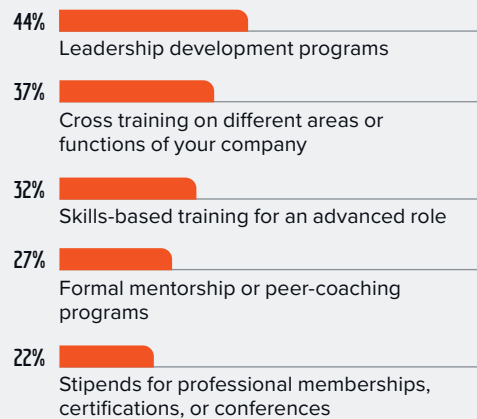 44%
Leadership development programs
37%
Cross training on different areas or
functions of your company
32%
Skills-based training for an advanced role
27%
Formal mentorship or peer-coaching
programs
22%
Stipends for professional memberships,
certifications, or conferences